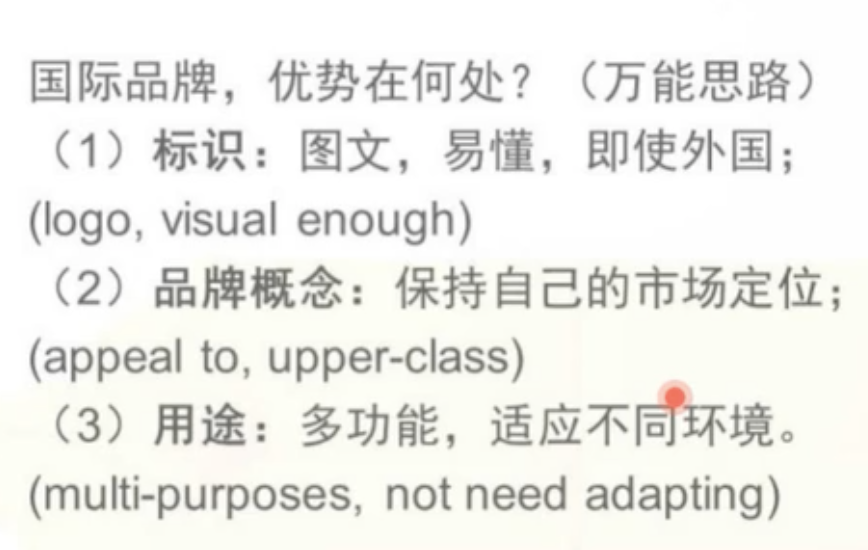 国际品牌，优势在何处？（万能思路）
（1）标识：图文，易懂，即使外国；
(logo, visual enough)
（2）品牌概念：保持自己的市场定位；
(appeal to, upper-class)
（3）用途：多功能，适应不同环境。
(multi-purposes, not need adapting)